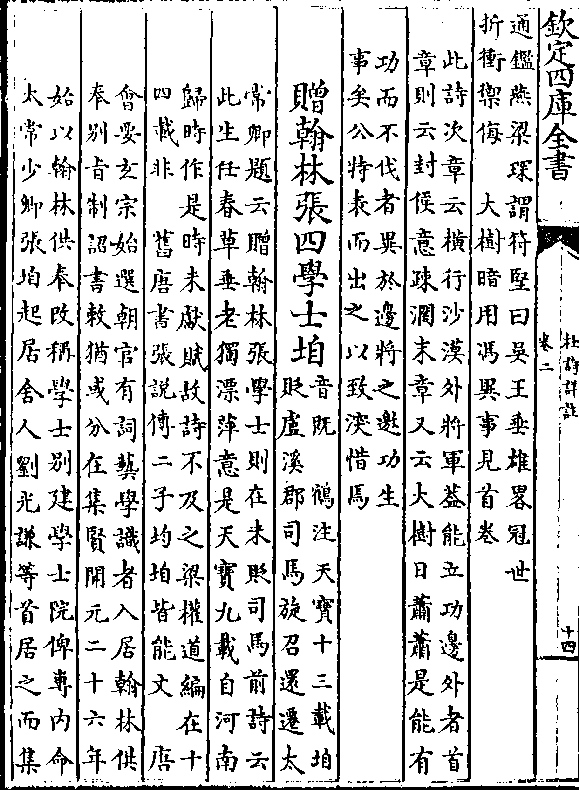 欽定四庫全書
杜詩詳註
卷二
十四
通鑑燕梁琛謂符堅曰吳王垂雄畧冠世
折衝禦侮　大樹暗用馮異事見首卷
此詩次章云横行沙漠外將軍葢能立功邊外者首
章則云封侯意疎濶末章又云大樹日蕭蕭是能有
功而不伐者異於邊將之邀功生
事矣公特表而出之以致深惜焉
贈翰林張四學士垍
音既　鶴注天寶十三載垍
貶盧溪郡司馬旋召還遷太
常卿題云贈翰林張學士則在未貶司馬前詩云
此生任春草垂老獨漂萍意是天寶九載自河南
歸時作是時未獻賦故詩不及之梁權道編在十
四載非　舊唐書張說傳二子均垍皆能文　唐
會要玄宗始選朝官有詞藝學識者入居翰林供
奉别旨制詔書敕猶或分在集賢開元二十六年
始以翰林供奉改稱學士别建學士院俾專内命
太常少卿張垍起居舍人劉光謙等首居之而集